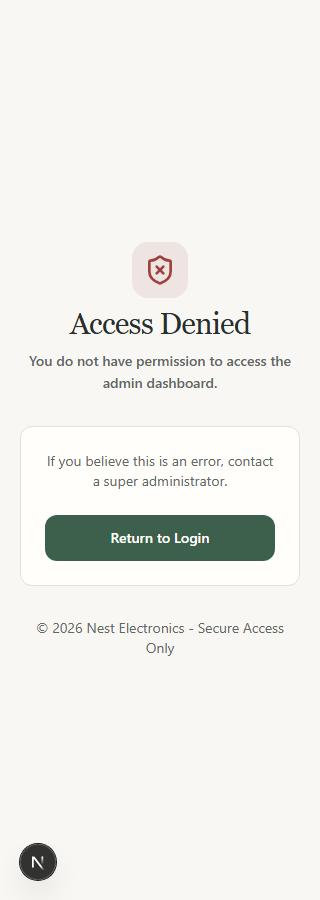 Access Denied
You do not have permission to access the
admin dashboard.
If you believe this is an error, contact
a super administrator.
Return to Login
© 2026 Nest Electronics - Secure Access
Only
N